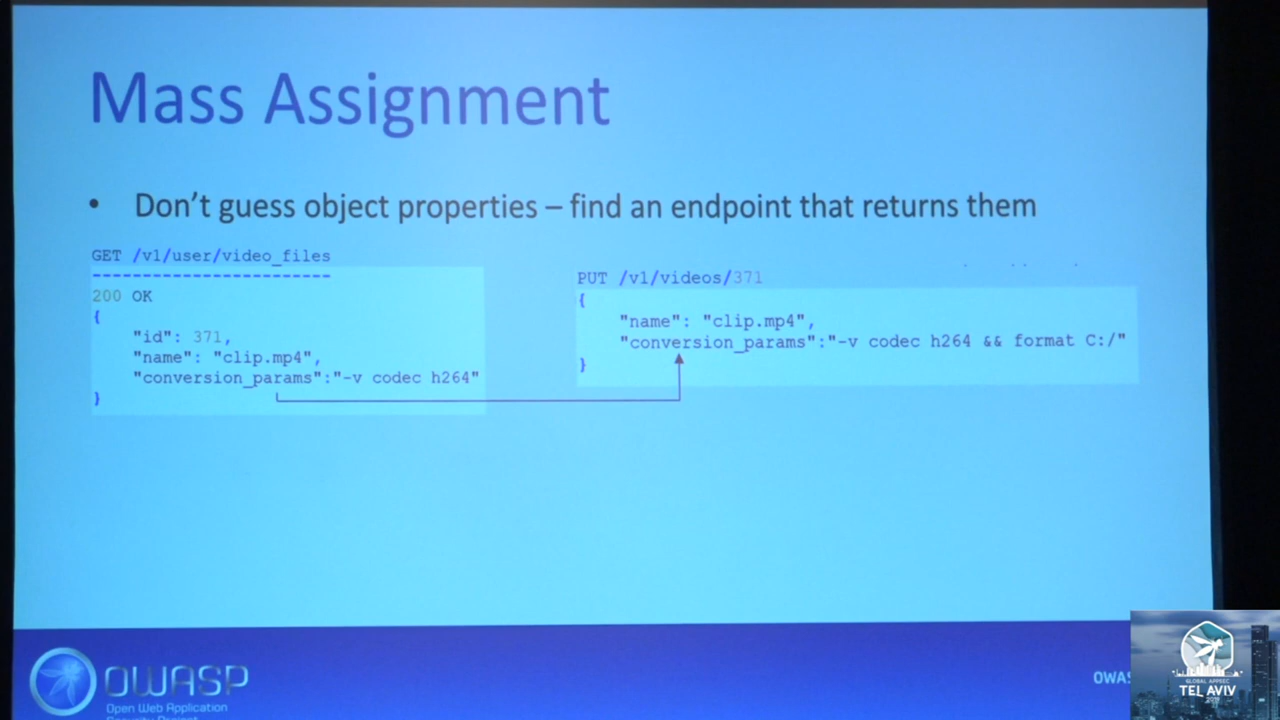 Mass Assignment
• Don't guess object properties – find an endpoint that returns them
GET /v1/user/video_files
------------------------
200 OK
{
"id": 371,
"name": "clip.mp4",
"conversion_params":"-v codec h264"
}
PUT /v1/videos/371
{
"name": "clip.mp4",
"conversion_params":"-v codec h264 && format C:/"
}
OWASP
Open Web Application
Security Project
OWAS
GLOBAL APPSEC
TEL AVIV
2019